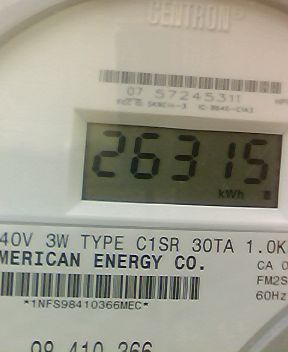 CENTRON®
07 57245311
26315
kWh
40V 3W TYPE C1SR 30TA 1.0K
MERICAN ENERGY CO. CA 0
FM2S
*1NFS98410366MEC* 60Hz
98 410 366